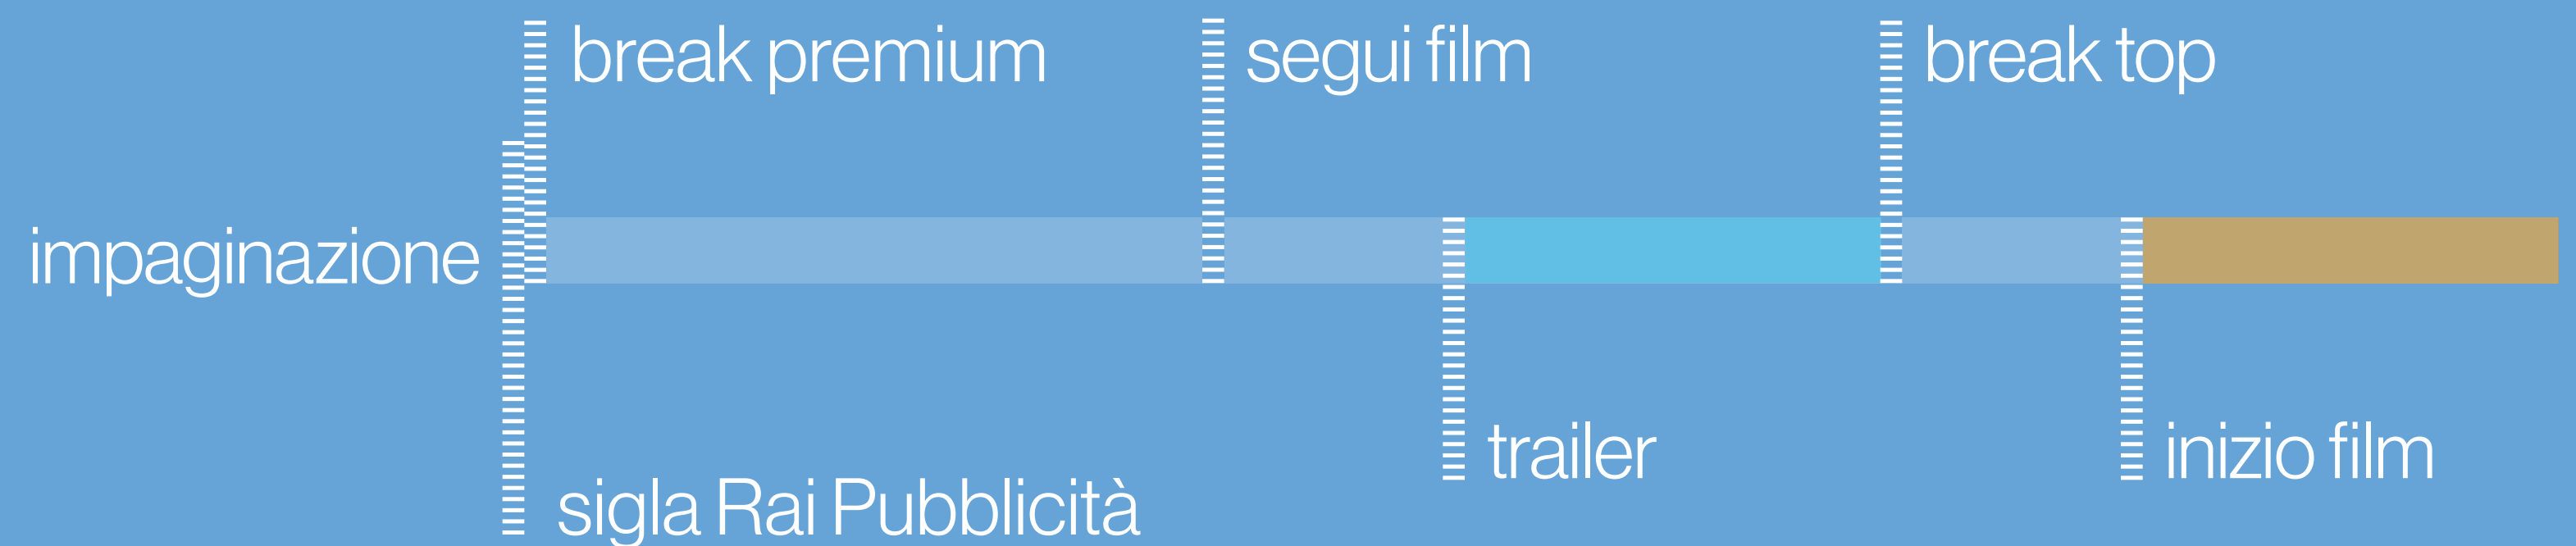 break premium
segui film
break top
impaginazione
trailer
inizio film
sigla Rai Pubblicità